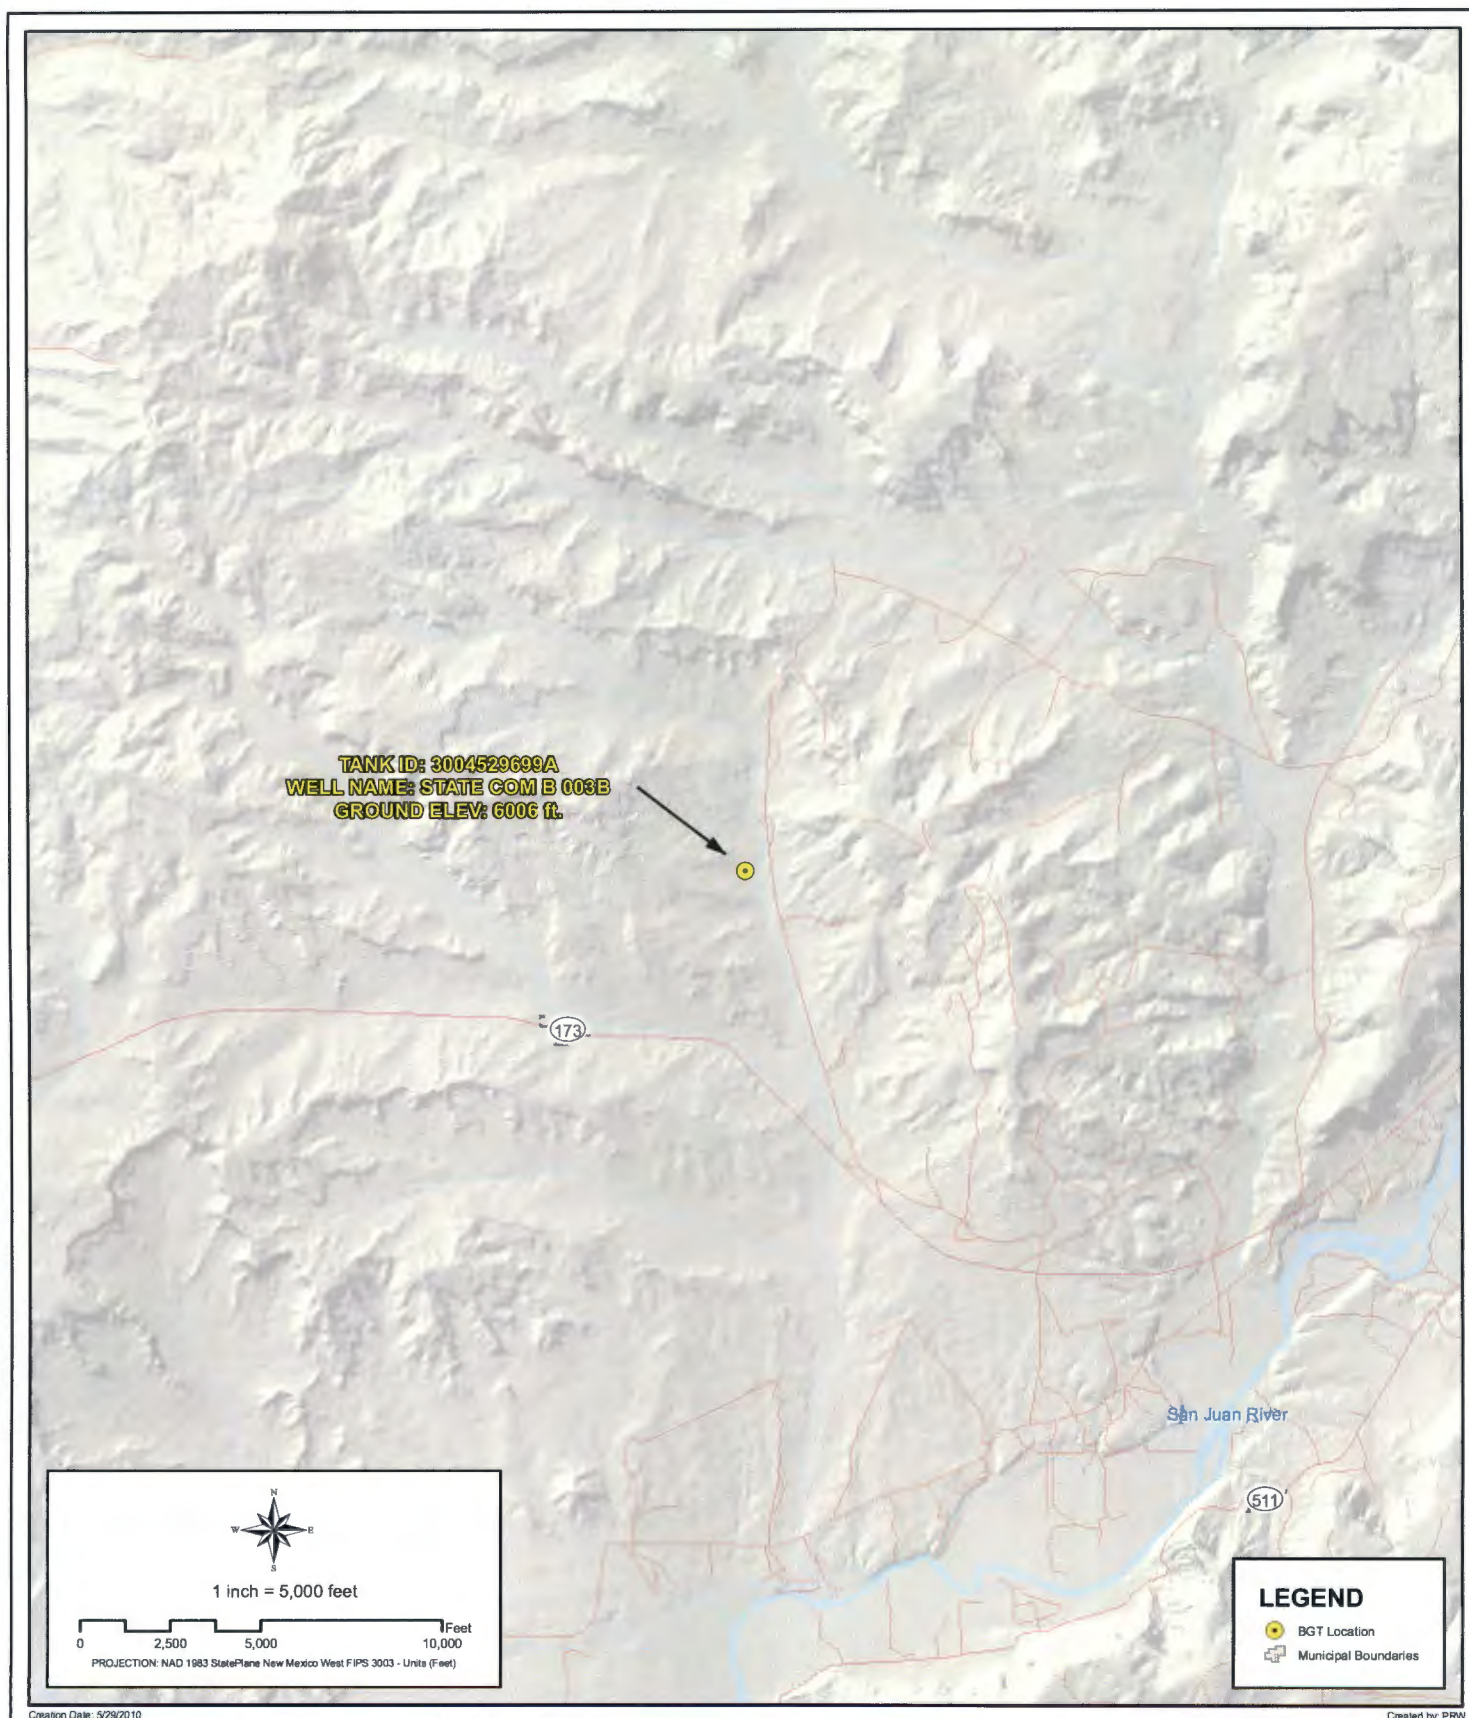 TANK ID: 3004529699A
WELL NAME: STATE COM B 003B
GROUND ELEV: 6006 ft.
173
San Juan River
511
N
W E
S
1 inch = 5,000 feet
Feet
0 2,500 5,000 10,000
PROJECTION: NAD 1983 StatePlane New Mexico West FIPS 3003 - Units (Feet)
LEGEND
BGT Location
Municipal Boundaries
Creation Date: 5/29/2010
Created by: PRW